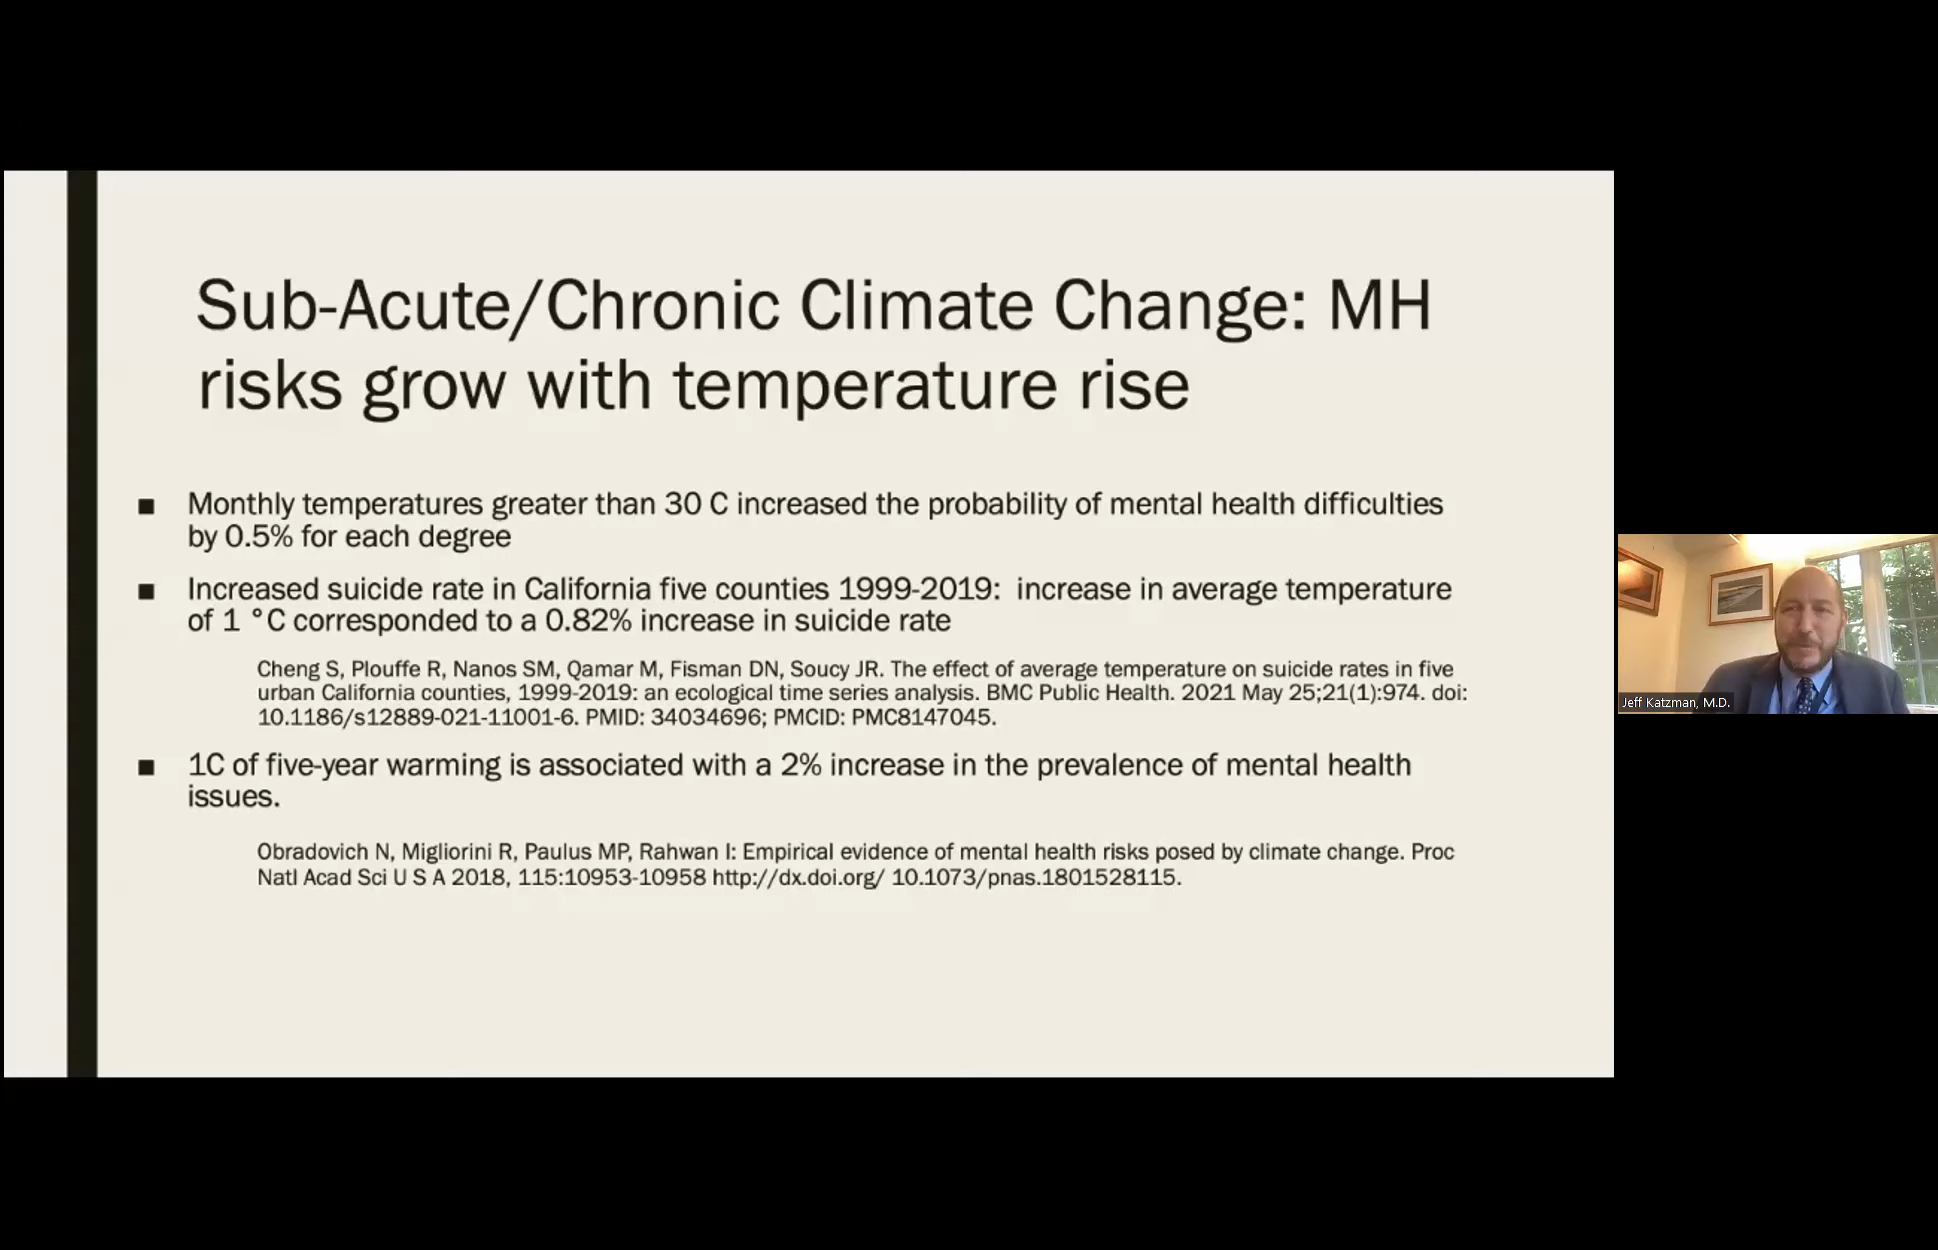 Sub-Acute/Chronic Climate Change: MH
risks grow with temperature rise
■ Monthly temperatures greater than 30 C increased the probability of mental health difficulties
by 0.5% for each degree
■ Increased suicide rate in California five counties 1999-2019:  increase in average temperature
of 1 °C corresponded to a 0.82% increase in suicide rate
Cheng S, Plouffe R, Nanos SM, Qamar M, Fisman DN, Soucy JR. The effect of average temperature on suicide rates in five
urban California counties, 1999-2019: an ecological time series analysis. BMC Public Health. 2021 May 25;21(1):974. doi:
10.1186/s12889-021-11001-6. PMID: 34034696; PMCID: PMC8147045.
■ 1C of five-year warming is associated with a 2% increase in the prevalence of mental health
issues.
Obradovich N, Migliorini R, Paulus MP, Rahwan I: Empirical evidence of mental health risks posed by climate change. Proc
Natl Acad Sci U S A 2018, 115:10953-10958 http://dx.doi.org/ 10.1073/pnas.1801528115.
Jeff Katzman, M.D.